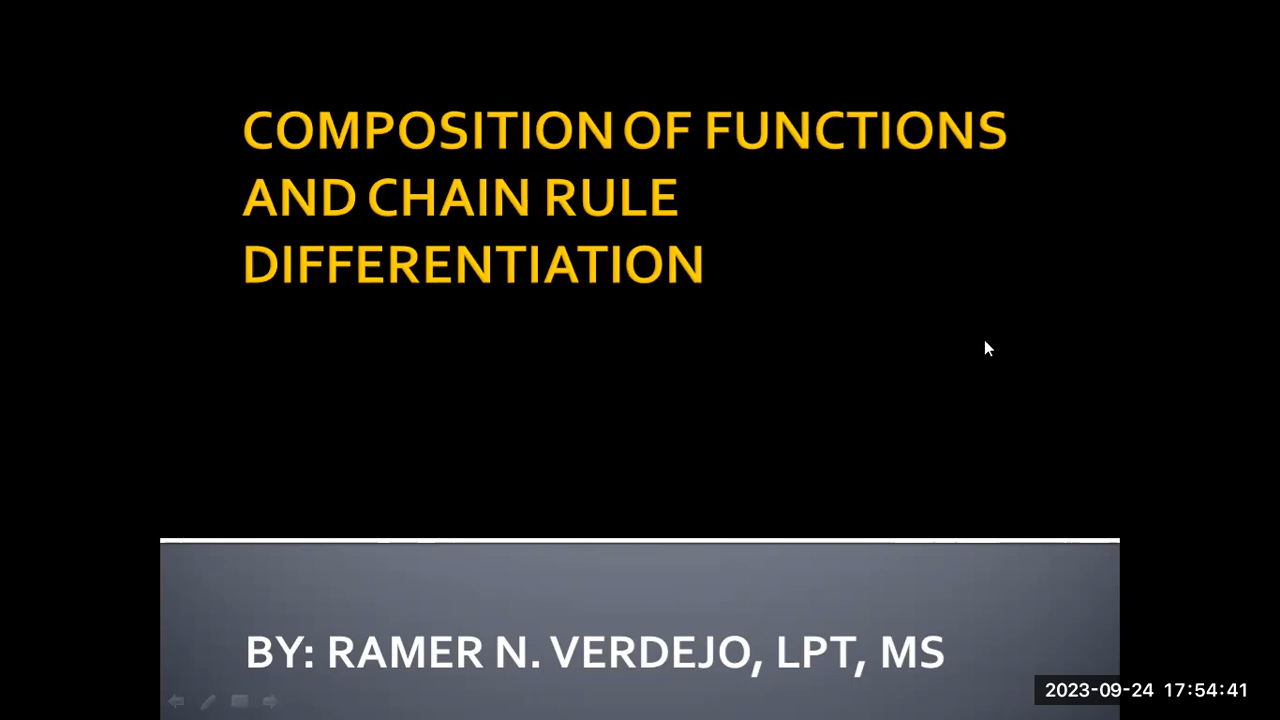 COMPOSITION OF FUNCTIONS
AND CHAIN RULE
DIFFERENTIATION
BY: RAMER N. VERDEJO, LPT, MS
2023-09-24 17:54:41